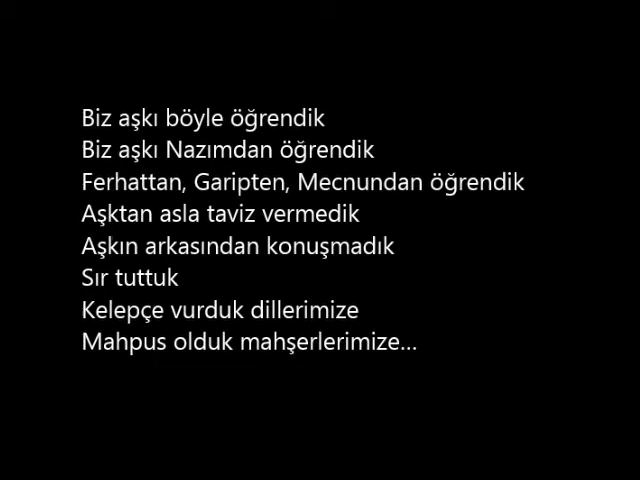 Biz aşkı böyle öğrendik
Biz aşkı Nazımdan öğrendik
Ferhattan, Garipten, Mecnundan öğrendik
Aşktan asla taviz vermedik
Aşkın arkasından konuşmadık
Sır tuttuk
Kelepçe vurduk dillerimize
Mahpus olduk mahşerlerimize...